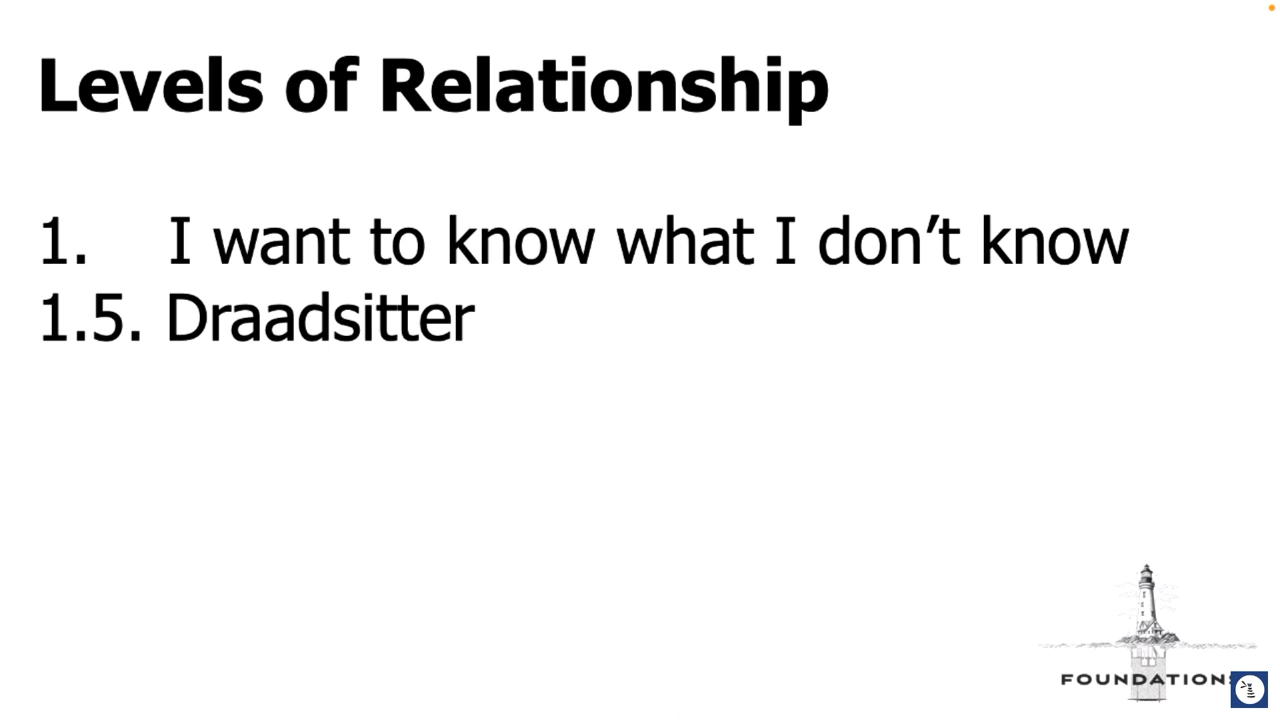 Levels of Relationship
1. I want to know what I don’t know
1.5. Draadsitter
FOUNDATIONS